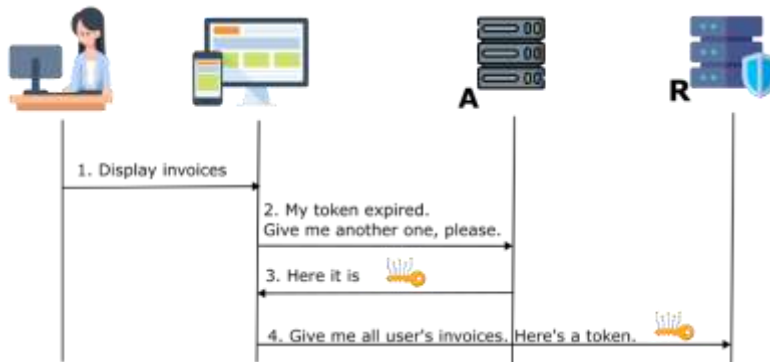 A
R
1. Display invoices
2. My token expired.
Give me another one, please.
3. Here it is
4. Give me all user's invoices. Here's a token.